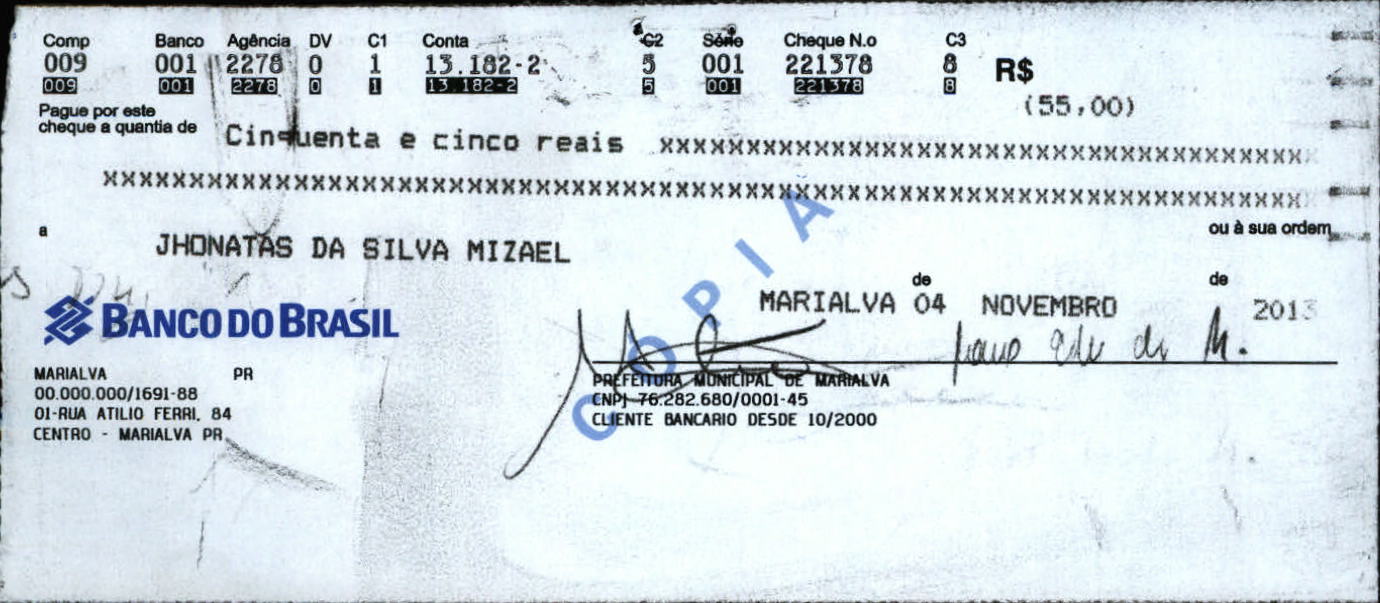 Comp Banco Agência DV C1 Conta C2 Série Cheque N.o C3
009 001 2278 0 1 13.182-2 5 001 221378 8 R$
009 001 2278 0 1 13.182-2 5 001 221378 8
(55,00)
Pague por este
cheque a quantia de Cinquenta e cinco reais xxxxxxxxxxxxxxxxxxxxxxxxxxxxxxxxxxxxxxxxxxxxx
xxxxxxxxxxxxxxxxxxxxxxxxxxxxxxxxxxxxxxxxxxxxxxxxxxxxxxxxxxxxxxxxxxxxxxxxxxxxxxxxxxx
a JHONATAS DA SILVA MIZAEL ou à sua ordem
MARIALVA de 04 NOVEMBRO de 2013
BANCO DO BRASIL
COPIA
MARIALVA PR
00.000.000/1691-88
01-RUA ATILIO FERRI, 84
CENTRO - MARIALVA PR
PREFEITURA MUNICIPAL DE MARIALVA
CNPJ 76.282.680/0001-45
CLIENTE BANCARIO DESDE 10/2000